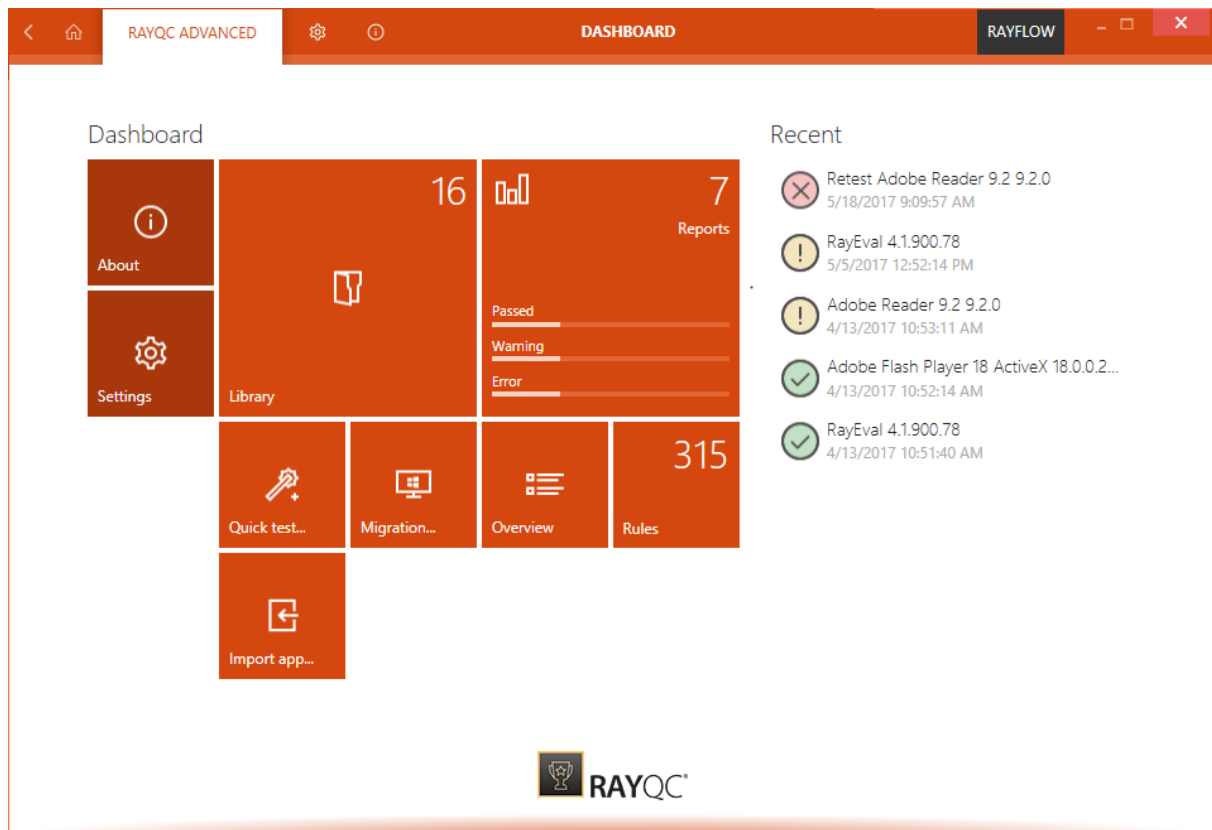 RAYQC ADVANCED
DASHBOARD
RAYFLOW
Dashboard
About
Settings
16
Library
7
Reports
Passed
Warning
Error
Quick test...
Migration...
Overview
315
Rules
Import app...
Recent
Retest Adobe Reader 9.2 9.2.0
5/18/2017 9:09:57 AM
RayEval 4.1.900.78
5/5/2017 12:52:14 PM
Adobe Reader 9.2 9.2.0
4/13/2017 10:53:11 AM
Adobe Flash Player 18 ActiveX 18.0.0.2...
4/13/2017 10:52:14 AM
RayEval 4.1.900.78
4/13/2017 10:51:40 AM
RAYQC®